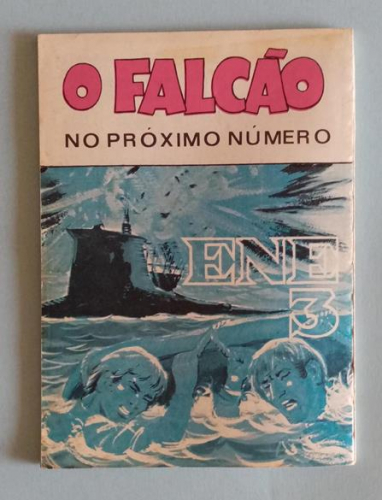 O FALCÃO
NO PRÓXIMO NÚMERO
ENE
3